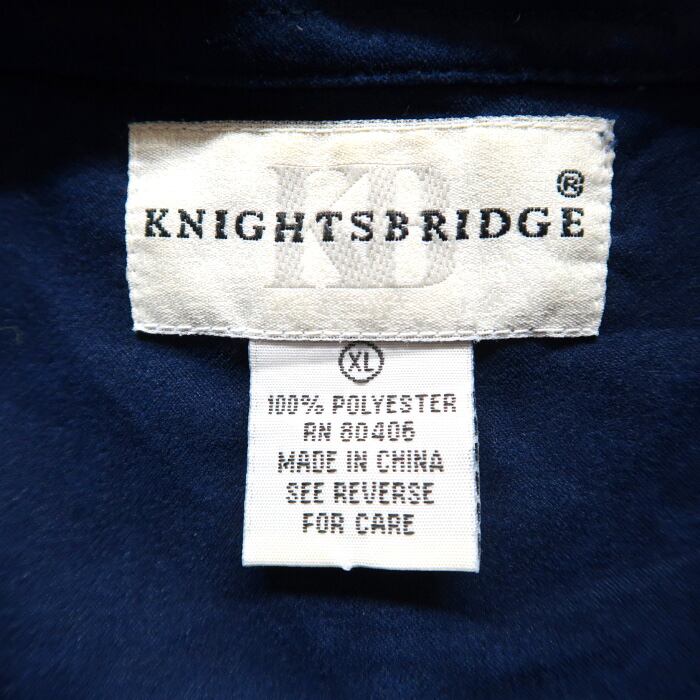 KD
KNIGHTSBRIDGE®
XL
100% POLYESTER
RN 80406
MADE IN CHINA
SEE REVERSE
FOR CARE